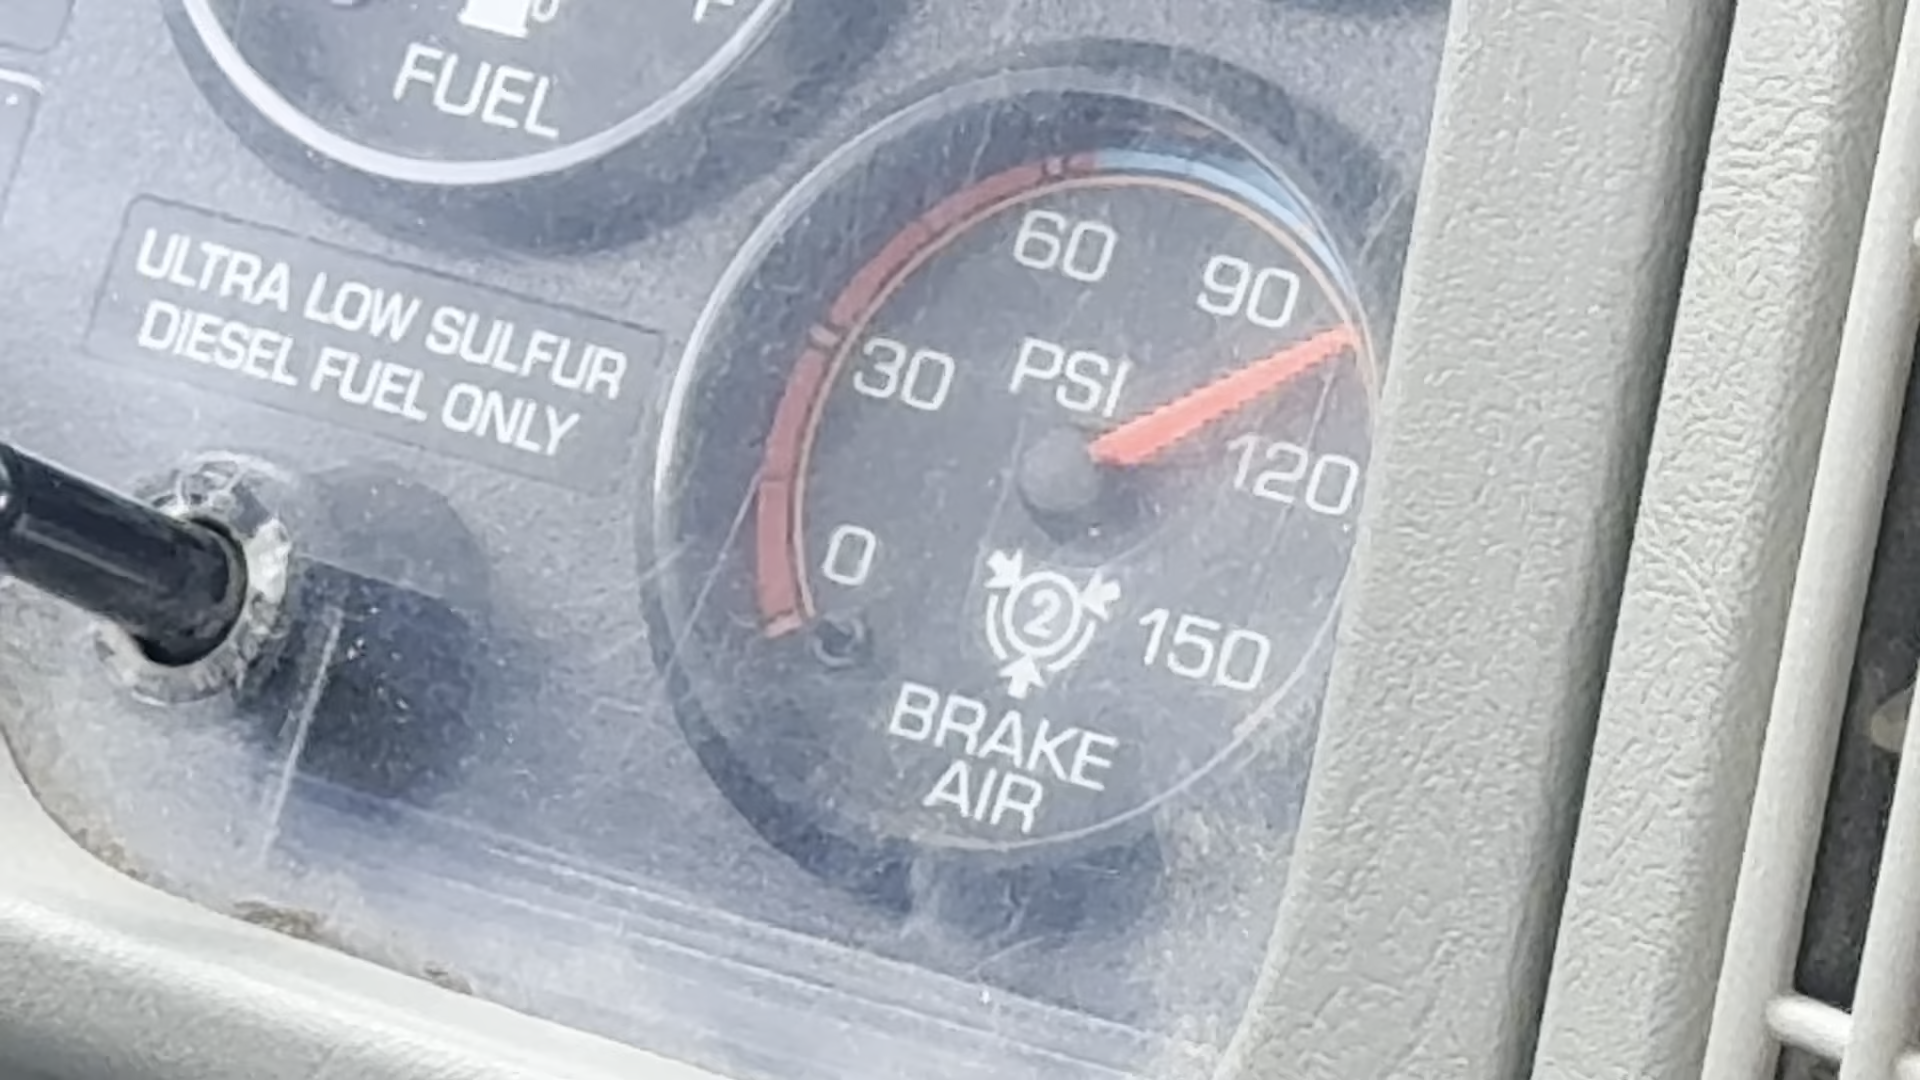 F
FUEL
ULTRA LOW SULFUR
DIESEL FUEL ONLY
60
90
30
PSI
120
0
2
150
BRAKE
AIR